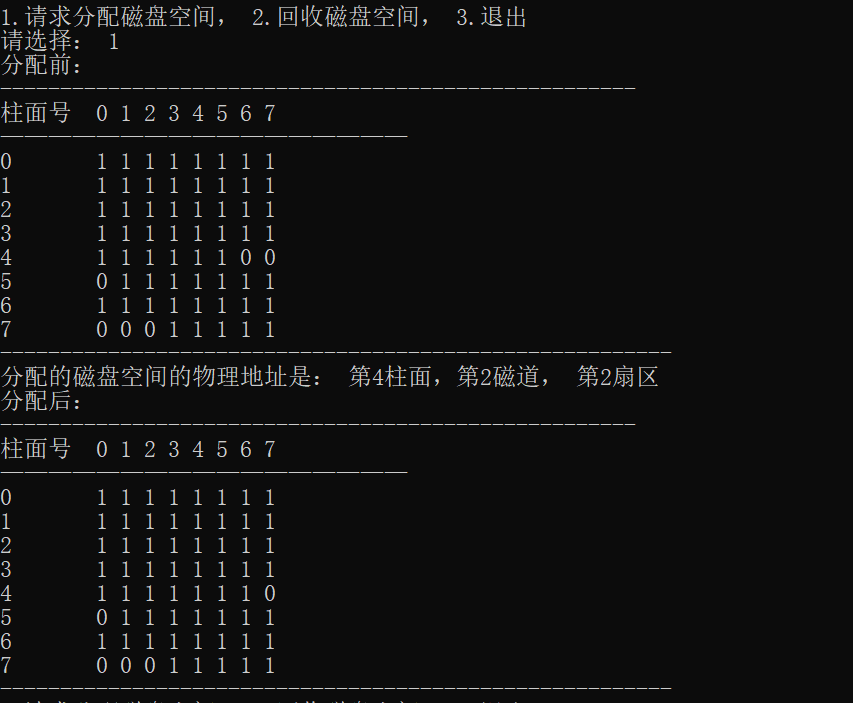 1.请求分配磁盘空间， 2.回收磁盘空间， 3.退出
请选择： 1
分配前：
-----------------------------------------------------
柱面号  0 1 2 3 4 5 6 7
—————————————————
0       1 1 1 1 1 1 1 1
1       1 1 1 1 1 1 1 1
2       1 1 1 1 1 1 1 1
3       1 1 1 1 1 1 1 1
4       1 1 1 1 1 1 0 0
5       0 1 1 1 1 1 1 1
6       1 1 1 1 1 1 1 1
7       0 0 0 1 1 1 1 1
--------------------------------------------------------
分配的磁盘空间的物理地址是： 第4柱面，第2磁道， 第2扇区
分配后：
-----------------------------------------------------
柱面号  0 1 2 3 4 5 6 7
—————————————————
0       1 1 1 1 1 1 1 1
1       1 1 1 1 1 1 1 1
2       1 1 1 1 1 1 1 1
3       1 1 1 1 1 1 1 1
4       1 1 1 1 1 1 1 0
5       0 1 1 1 1 1 1 1
6       1 1 1 1 1 1 1 1
7       0 0 0 1 1 1 1 1
--------------------------------------------------------